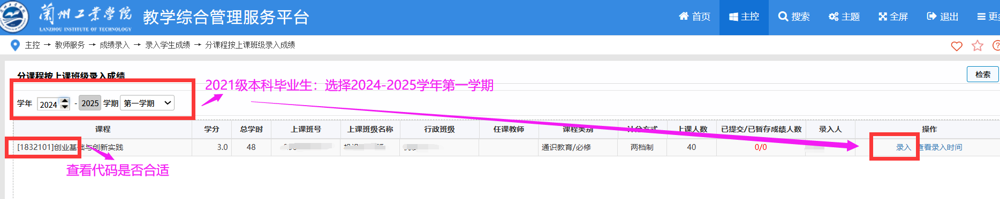 兰州工业学院
LANZHOU INSTITUTE OF TECHNOLOGY
教学综合管理服务平台
首页 主控 搜索 主题 全屏 退出 更多
主控 → 教师服务 → 成绩录入 → 录入学生成绩 → 分课程按上课班级录入成绩
分课程按上课班级录入成绩
检索
2021级本科毕业生：选择2024-2025学年第一学期
学年 2024 - 2025 学期 第一学期
课程 学分 总学时 上课班号 上课班级名称 行政班级 任课教师 课程类别 计分方式 上课人数 已提交/已暂存成绩人数 录入人 操作
[1832101]创业基础与创新实践 3.0 48 通识教育/必修 两档制 40 0/0 录入 查看录入时间
查看代码是否合适